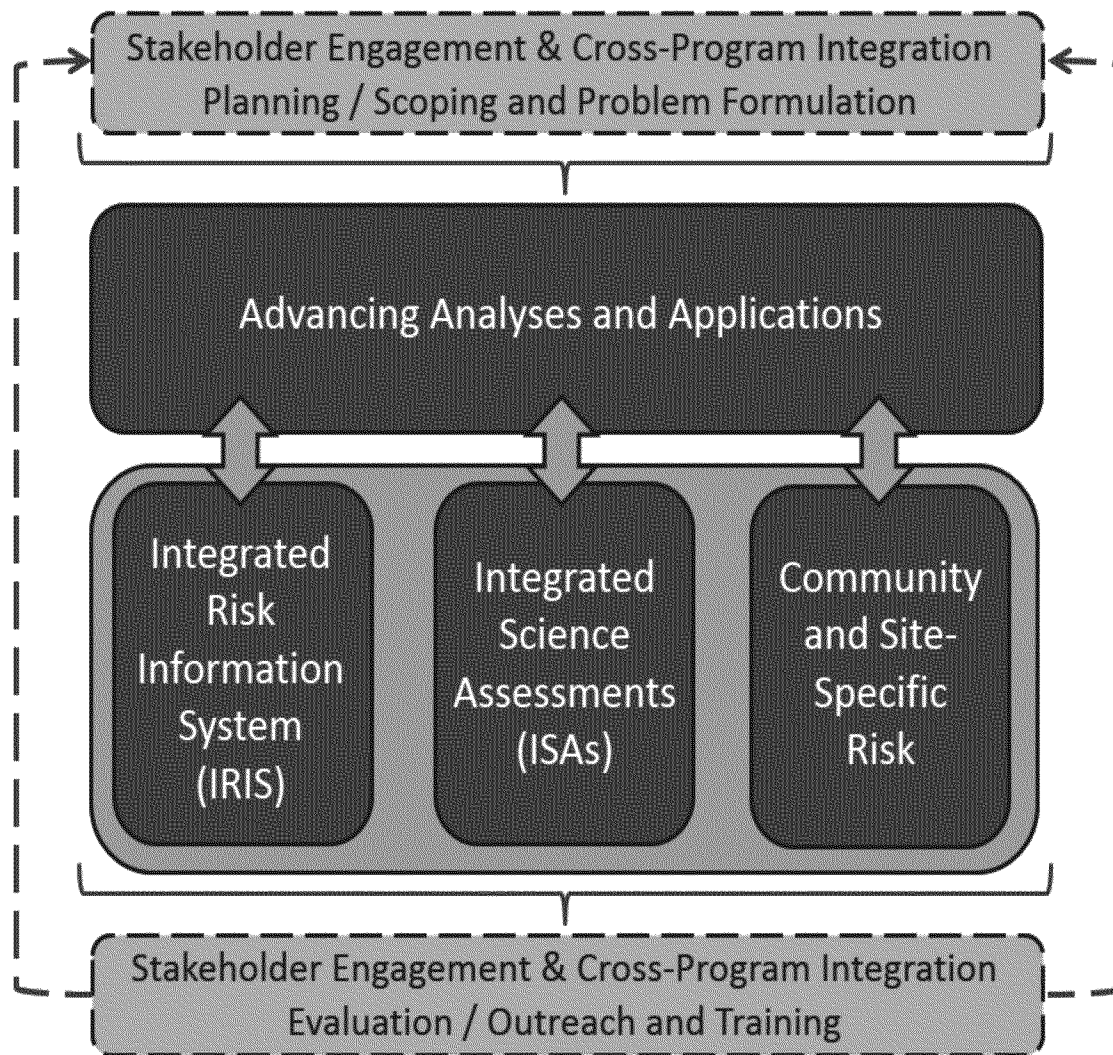 Stakeholder Engagement & Cross-Program Integration
Planning / Scoping and Problem Formulation
Advancing Analyses and Applications
Integrated
Risk
Information
System
(IRIS)
Integrated
Science
Assessments
(ISAs)
Community
and Site-
Specific
Risk
Stakeholder Engagement & Cross-Program Integration
Evaluation / Outreach and Training